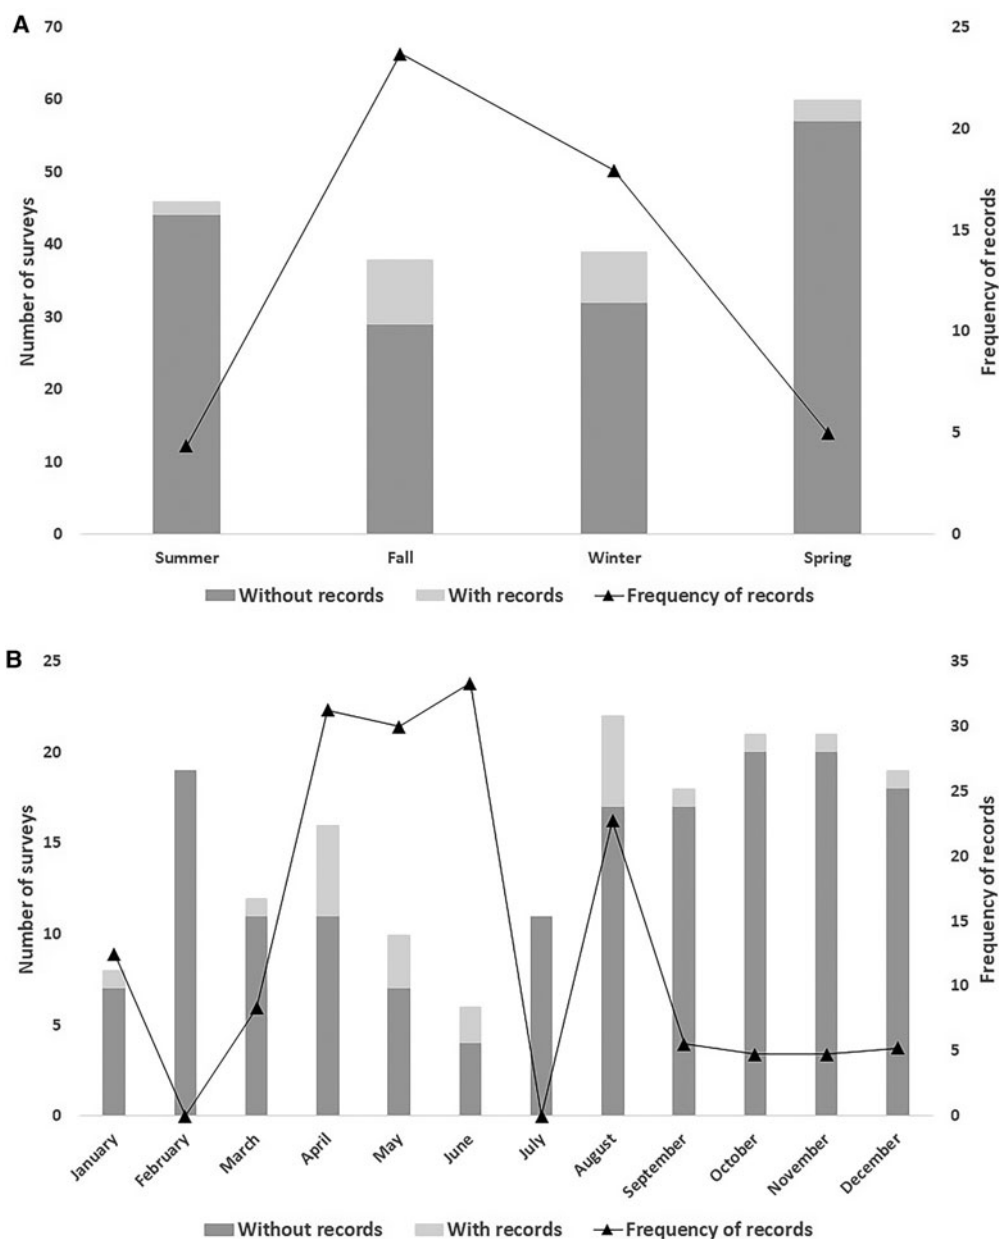 A
70
60
50
40
30
20
10
0
Number of surveys
25
20
15
10
5
0
Frequency of records
Summer Fall Winter Spring
Without records With records Frequency of records
B
25
20
15
10
5
0
Number of surveys
35
30
25
20
15
10
5
0
Frequency of records
January February March April May June July August September October November December
Without records With records Frequency of records